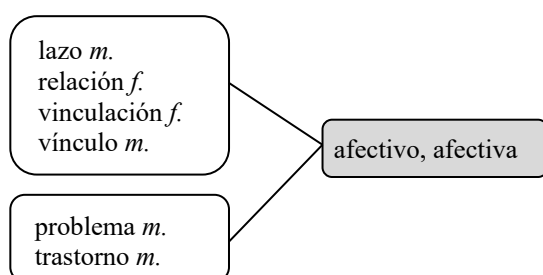 lazo m.
relación f.
vinculación f.
vínculo m.
afectivo, afectiva
problema m.
trastorno m.